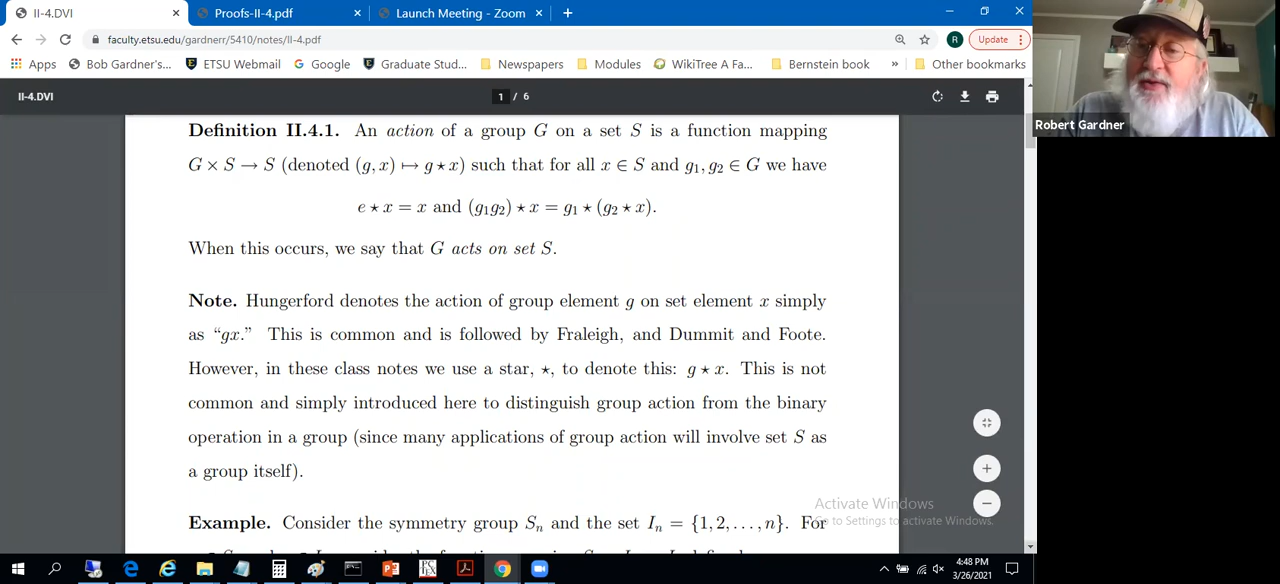 II-4.DVI
Proofs-II-4.pdf
Launch Meeting - Zoom
faculty.etsu.edu/gardnerr/5410/notes/II-4.pdf
R
Update
Apps
Bob Gardner's...
ETSU Webmail
Google
Graduate Stud...
Newspapers
Modules
WikiTree A Fa...
Bernstein book
»
Other bookmarks
II-4.DVI
1 / 6
Robert Gardner
Definition II.4.1. An action of a group G on a set S is a function mapping
G × S → S (denoted (g, x) ↦ g ⋆ x) such that for all x ∈ S and g₁, g₂ ∈ G we have
e ⋆ x = x and (g₁g₂) ⋆ x = g₁ ⋆ (g₂ ⋆ x).
When this occurs, we say that G acts on set S.
Note. Hungerford denotes the action of group element g on set element x simply
as “gx.” This is common and is followed by Fraleigh, and Dummit and Foote.
However, in these class notes we use a star, ⋆, to denote this: g ⋆ x. This is not
common and simply introduced here to distinguish group action from the binary
operation in a group (since many applications of group action will involve set S as
a group itself).
Example. Consider the symmetry group Sₙ and the set Iₙ = {1, 2, . . . , n}. For
Activate Windows
Go to Settings to activate Windows.
4:48 PM
3/26/2021